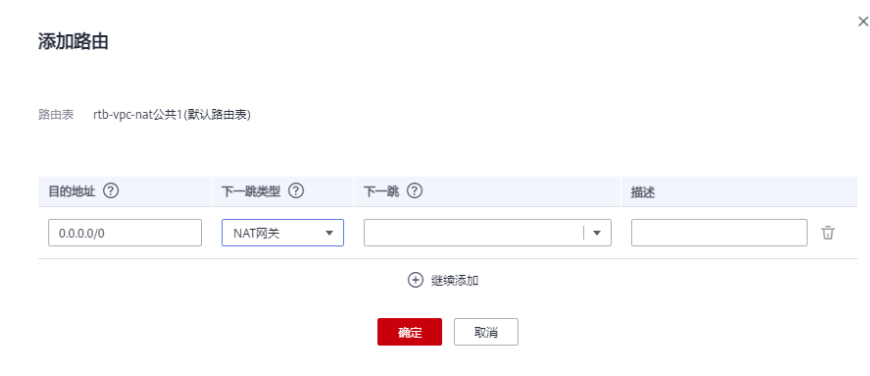 添加路由
路由表 rtb-vpc-nat公共1(默认路由表)
目的地址 ? 下一跳类型 ? 下一跳 ? 描述
0.0.0.0/0 NAT网关
继续添加
确定 取消